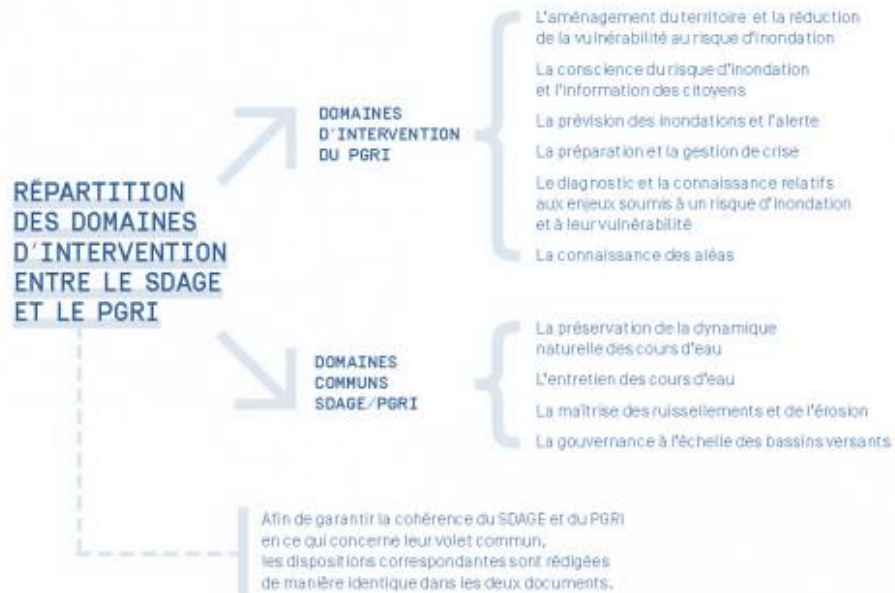 RÉPARTITION
DES DOMAINES
D'INTERVENTION
ENTRE LE SDAGE
ET LE PGRI
DOMAINES
D'INTERVENTION
DU PGRI
L'aménagement du territoire et la réduction
de la vulnérabilité au risque d'inondation
La conscience du risque d'inondation
et l'information des citoyens
La prévision des inondations et l'alerte
La préparation et la gestion de crise
Le diagnostic et la connaissance relatifs
aux enjeux soumis à un risque d'inondation
et à leur vulnérabilité
La connaissance des aléas
DOMAINES
COMMUNS
SDAGE/PGRI
La préservation de la dynamique
naturelle des cours d'eau
L'entretien des cours d'eau
La maîtrise des ruissellements et de l'érosion
La gouvernance à l'échelle des bassins versants
Afin de garantir la cohérence du SDAGE et du PGRI
en ce qui concerne leur volet commun,
les dispositions correspondantes sont rédigées
de manière identique dans les deux documents.